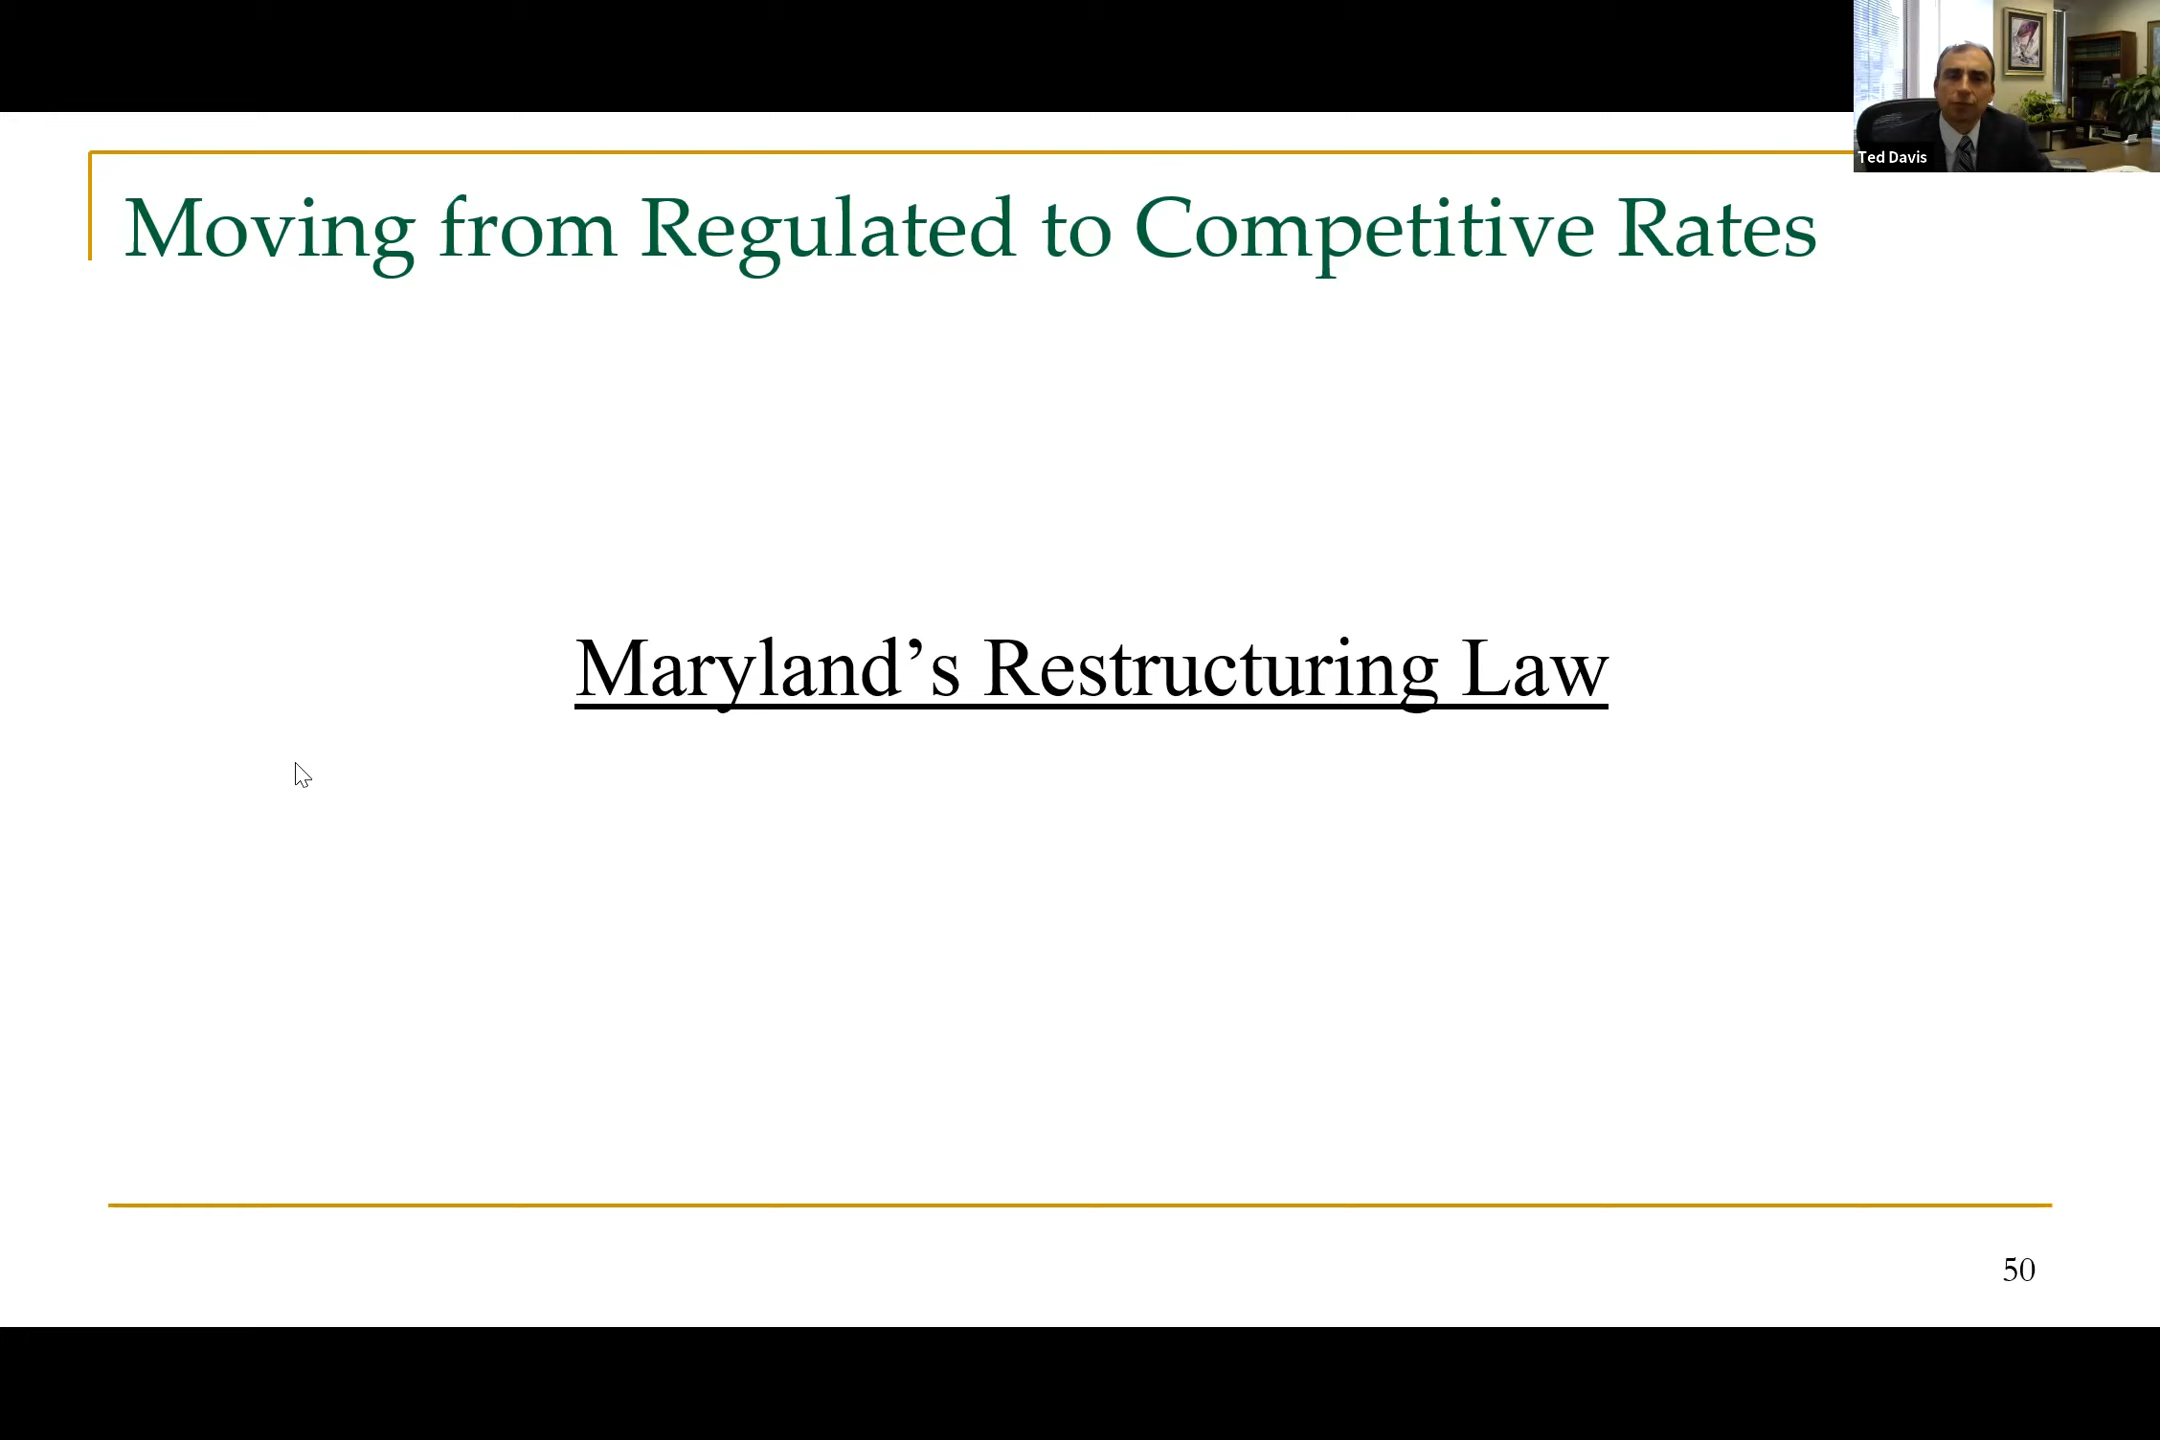 Ted Davis
Moving from Regulated to Competitive Rates
Maryland’s Restructuring Law
50